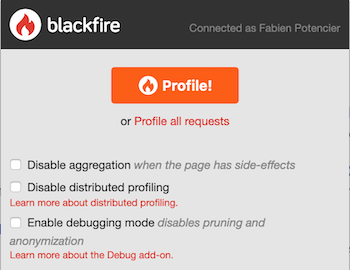 blackfire
Connected as Fabien Potencier
Profile!
or Profile all requests
Disable aggregation when the page has side-effects
Disable distributed profiling
Learn more about distributed profiling.
Enable debugging mode disables pruning and
anonymization
Learn more about the Debug add-on.